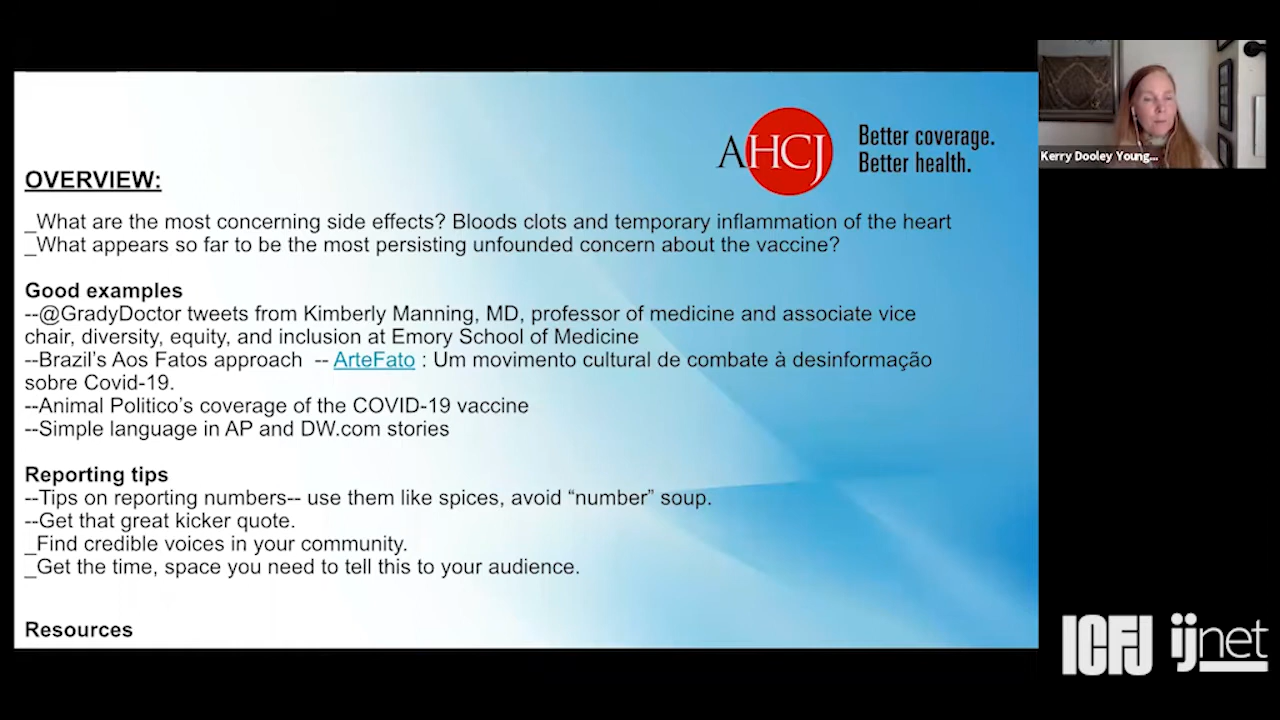 AHCJ
Better coverage.
Better health.
Kerry Dooley Young...
OVERVIEW:
_What are the most concerning side effects? Bloods clots and temporary inflammation of the heart
_What appears so far to be the most persisting unfounded concern about the vaccine?
Good examples
--@GradyDoctor tweets from Kimberly Manning, MD, professor of medicine and associate vice
chair, diversity, equity, and inclusion at Emory School of Medicine
--Brazil's Aos Fatos approach -- ArteFato : Um movimento cultural de combate à desinformação
sobre Covid-19.
--Animal Politico's coverage of the COVID-19 vaccine
--Simple language in AP and DW.com stories
Reporting tips
--Tips on reporting numbers-- use them like spices, avoid “number” soup.
--Get that great kicker quote.
_Find credible voices in your community.
_Get the time, space you need to tell this to your audience.
Resources
ICFJ ijnet